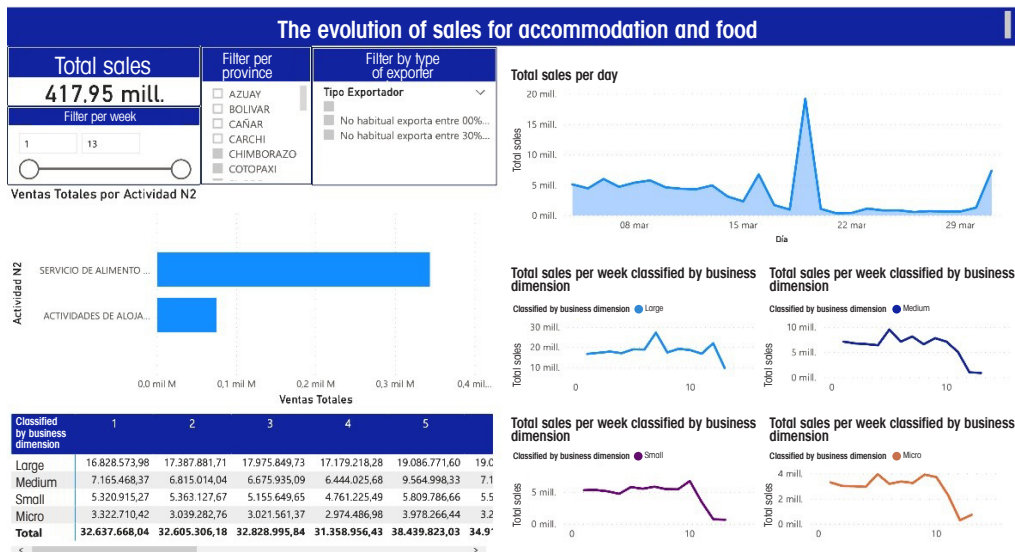 The evolution of sales for accommodation and food
Total sales
417,95 mill.
Filter per week
1 13
Filter per
province
AZUAY
BOLIVAR
CAÑAR
CARCHI
CHIMBORAZO
COTOPAXI
Filter by type
of exporter
Tipo Exportador
No habitual exporta entre 00%...
No habitual exporta entre 30%...
Total sales per day
Total sales
20 mill.
15 mill.
10 mill.
5 mill.
0 mill.
08 mar 15 mar 22 mar 29 mar
Día
Ventas Totales por Actividad N2
Actividad N2
SERVICIO DE ALIMENTO ...
ACTIVIDADES DE ALOJA...
0,0 mil M 0,1 mil M 0,2 mil M 0,3 mil M 0,4 mil...
Ventas Totales
Total sales per week classified by business
dimension
Classified by business dimension Large
Total sales
30 mill.
20 mill.
10 mill.
0 10
Total sales per week classified by business
dimension
Classified by business dimension Medium
Total sales
10 mill.
5 mill.
0 mill.
0 10
Classified
by business
dimension
1 2 3 4 5
Large 16.828.573,98 17.387.881,71 17.975.849,73 17.179.218,28 19.086.771,60 19.0
Medium 7.165.468,37 6.815.014,04 6.675.935,09 6.444.025,68 9.564.998,33 7.1
Small 5.320.915,27 5.363.127,67 5.155.649,65 4.761.225,49 5.809.786,66 5.5
Micro 3.322.710,42 3.039.282,76 3.021.561,37 2.974.486,98 3.978.266,44 3.2
Total 32.637.668,04 32.605.306,18 32.828.995,84 31.358.956,43 38.439.823,03 34.91
Total sales per week classified by business
dimension
Classified by business dimension Small
Total sales
5 mill.
0 mill.
0 10
Total sales per week classified by business
dimension
Classified by business dimension Micro
Total sales
4 mill.
2 mill.
0 mill.
0 10